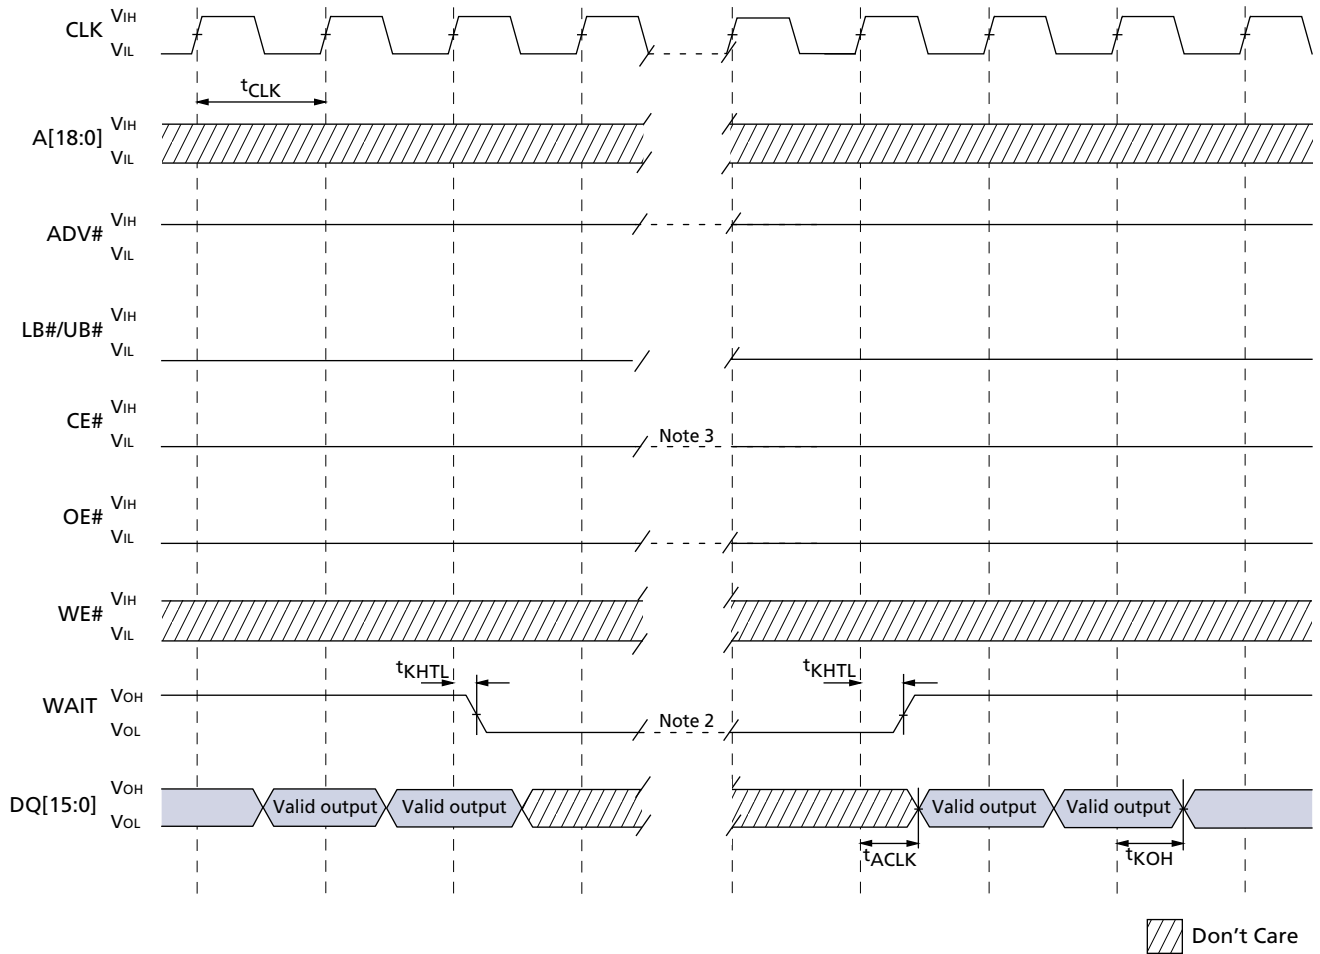 CLK VIH
VIL
tCLK
A[18:0] VIH
VIL
ADV# VIH
VIL
LB#/UB# VIH
VIL
CE# VIH
VIL
Note 3
OE# VIH
VIL
WE# VIH
VIL
tKHTL tKHTL
WAIT VOH
VOL
Note 2
DQ[15:0] VOH
VOL
Valid output Valid output Valid output Valid output
tACLK tKOH
Don't Care